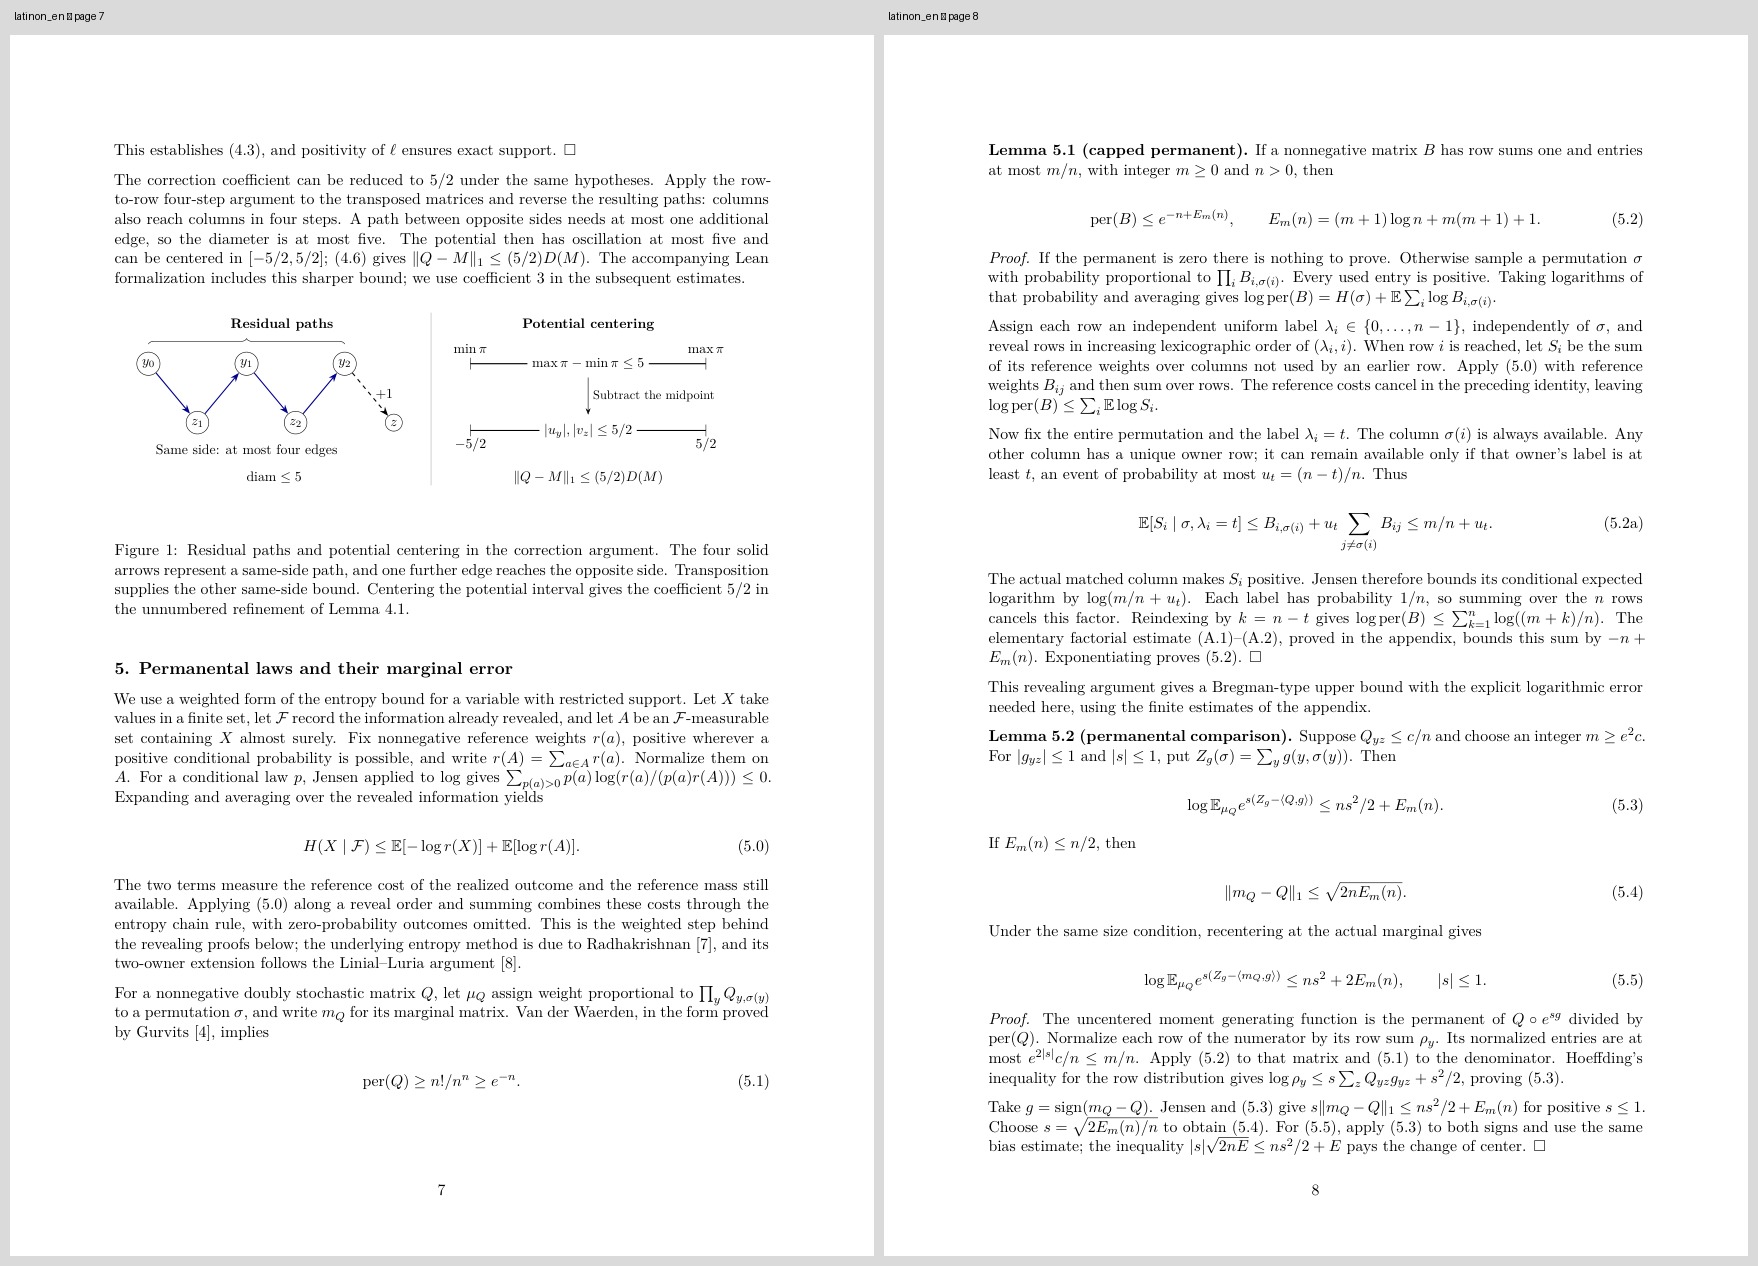 latinon_en page 7
This establishes (4.3), and positivity of ℓ ensures exact support. □
The correction coefficient can be reduced to 5/2 under the same hypotheses. Apply the row-
to-row four-step argument to the transposed matrices and reverse the resulting paths: columns
also reach columns in four steps. A path between opposite sides needs at most one additional
edge, so the diameter is at most five. The potential then has oscillation at most five and
can be centered in [−5/2, 5/2]; (4.6) gives ‖Q − M‖₁ ≤ (5/2)D(M). The accompanying Lean
formalization includes this sharper bound; we use coefficient 3 in the subsequent estimates.
Residual paths
y₀ y₁ y₂
+1
z₁ z₂ z
Same side: at most four edges
diam ≤ 5
Potential centering
min π max π
max π − min π ≤ 5
Subtract the midpoint
|u_y|, |v_z| ≤ 5/2
−5/2 5/2
‖Q − M‖₁ ≤ (5/2)D(M)
Figure 1: Residual paths and potential centering in the correction argument. The four solid
arrows represent a same-side path, and one further edge reaches the opposite side. Transposition
supplies the other same-side bound. Centering the potential interval gives the coefficient 5/2 in
the unnumbered refinement of Lemma 4.1.
5. Permanental laws and their marginal error
We use a weighted form of the entropy bound for a variable with restricted support. Let X take
values in a finite set, let ℱ record the information already revealed, and let A be an ℱ-measurable
set containing X almost surely. Fix nonnegative reference weights r(a), positive wherever a
positive conditional probability is possible, and write r(A) = ∑_{a∈A} r(a). Normalize them on
A. For a conditional law p, Jensen applied to log gives ∑_{p(a)>0} p(a) log(r(a)/(p(a)r(A))) ≤ 0.
Expanding and averaging over the revealed information yields
H(X | ℱ) ≤ 𝔼[− log r(X)] + 𝔼[log r(A)]. (5.0)
The two terms measure the reference cost of the realized outcome and the reference mass still
available. Applying (5.0) along a reveal order and summing combines these costs through the
entropy chain rule, with zero-probability outcomes omitted. This is the weighted step behind
the revealing proofs below; the underlying entropy method is due to Radhakrishnan [7], and its
two-owner extension follows the Linial–Luria argument [8].
For a nonnegative doubly stochastic matrix Q, let μ_Q assign weight proportional to ∏_y Q_{y,σ(y)}
to a permutation σ, and write m_Q for its marginal matrix. Van der Waerden, in the form proved
by Gurvits [4], implies
per(Q) ≥ n!/nⁿ ≥ e^{−n}. (5.1)
7
latinon_en page 8
Lemma 5.1 (capped permanent). If a nonnegative matrix B has row sums one and entries
at most m/n, with integer m ≥ 0 and n > 0, then
per(B) ≤ e^{−n+E_m(n)}, E_m(n) = (m + 1) log n + m(m + 1) + 1. (5.2)
Proof. If the permanent is zero there is nothing to prove. Otherwise sample a permutation σ
with probability proportional to ∏_i B_{i,σ(i)}. Every used entry is positive. Taking logarithms of
that probability and averaging gives log per(B) = H(σ) + 𝔼 ∑_i log B_{i,σ(i)}.
Assign each row an independent uniform label λ_i ∈ {0, . . . , n − 1}, independently of σ, and
reveal rows in increasing lexicographic order of (λ_i, i). When row i is reached, let S_i be the sum
of its reference weights over columns not used by an earlier row. Apply (5.0) with reference
weights B_{ij} and then sum over rows. The reference costs cancel in the preceding identity, leaving
log per(B) ≤ ∑_i 𝔼 log S_i.
Now fix the entire permutation and the label λ_i = t. The column σ(i) is always available. Any
other column has a unique owner row; it can remain available only if that owner’s label is at
least t, an event of probability at most u_t = (n − t)/n. Thus
𝔼[S_i | σ, λ_i = t] ≤ B_{i,σ(i)} + u_t ∑_{j≠σ(i)} B_{ij} ≤ m/n + u_t. (5.2a)
The actual matched column makes S_i positive. Jensen therefore bounds its conditional expected
logarithm by log(m/n + u_t). Each label has probability 1/n, so summing over the n rows
cancels this factor. Reindexing by k = n − t gives log per(B) ≤ ∑_{k=1}^{n} log((m + k)/n). The
elementary factorial estimate (A.1)–(A.2), proved in the appendix, bounds this sum by −n +
E_m(n). Exponentiating proves (5.2). □
This revealing argument gives a Bregman-type upper bound with the explicit logarithmic error
needed here, using the finite estimates of the appendix.
Lemma 5.2 (permanental comparison). Suppose Q_{yz} ≤ c/n and choose an integer m ≥ e²c.
For |g_{yz}| ≤ 1 and |s| ≤ 1, put Z_g(σ) = ∑_y g(y, σ(y)). Then
log 𝔼_{μ_Q} e^{s(Z_g−⟨Q,g⟩)} ≤ ns²/2 + E_m(n). (5.3)
If E_m(n) ≤ n/2, then
‖m_Q − Q‖₁ ≤ √(2nE_m(n)). (5.4)
Under the same size condition, recentering at the actual marginal gives
log 𝔼_{μ_Q} e^{s(Z_g−⟨m_Q,g⟩)} ≤ ns² + 2E_m(n), |s| ≤ 1. (5.5)
Proof. The uncentered moment generating function is the permanent of Q ∘ e^{sg} divided by
per(Q). Normalize each row of the numerator by its row sum ρ_y. Its normalized entries are at
most e^{2|s|}c/n ≤ m/n. Apply (5.2) to that matrix and (5.1) to the denominator. Hoeffding’s
inequality for the row distribution gives log ρ_y ≤ s ∑_z Q_{yz}g_{yz} + s²/2, proving (5.3).
Take g = sign(m_Q − Q). Jensen and (5.3) give s‖m_Q − Q‖₁ ≤ ns²/2 + E_m(n) for positive s ≤ 1.
Choose s = √(2E_m(n)/n) to obtain (5.4). For (5.5), apply (5.3) to both signs and use the same
bias estimate; the inequality |s|√(2nE) ≤ ns²/2 + E pays the change of center. □
8